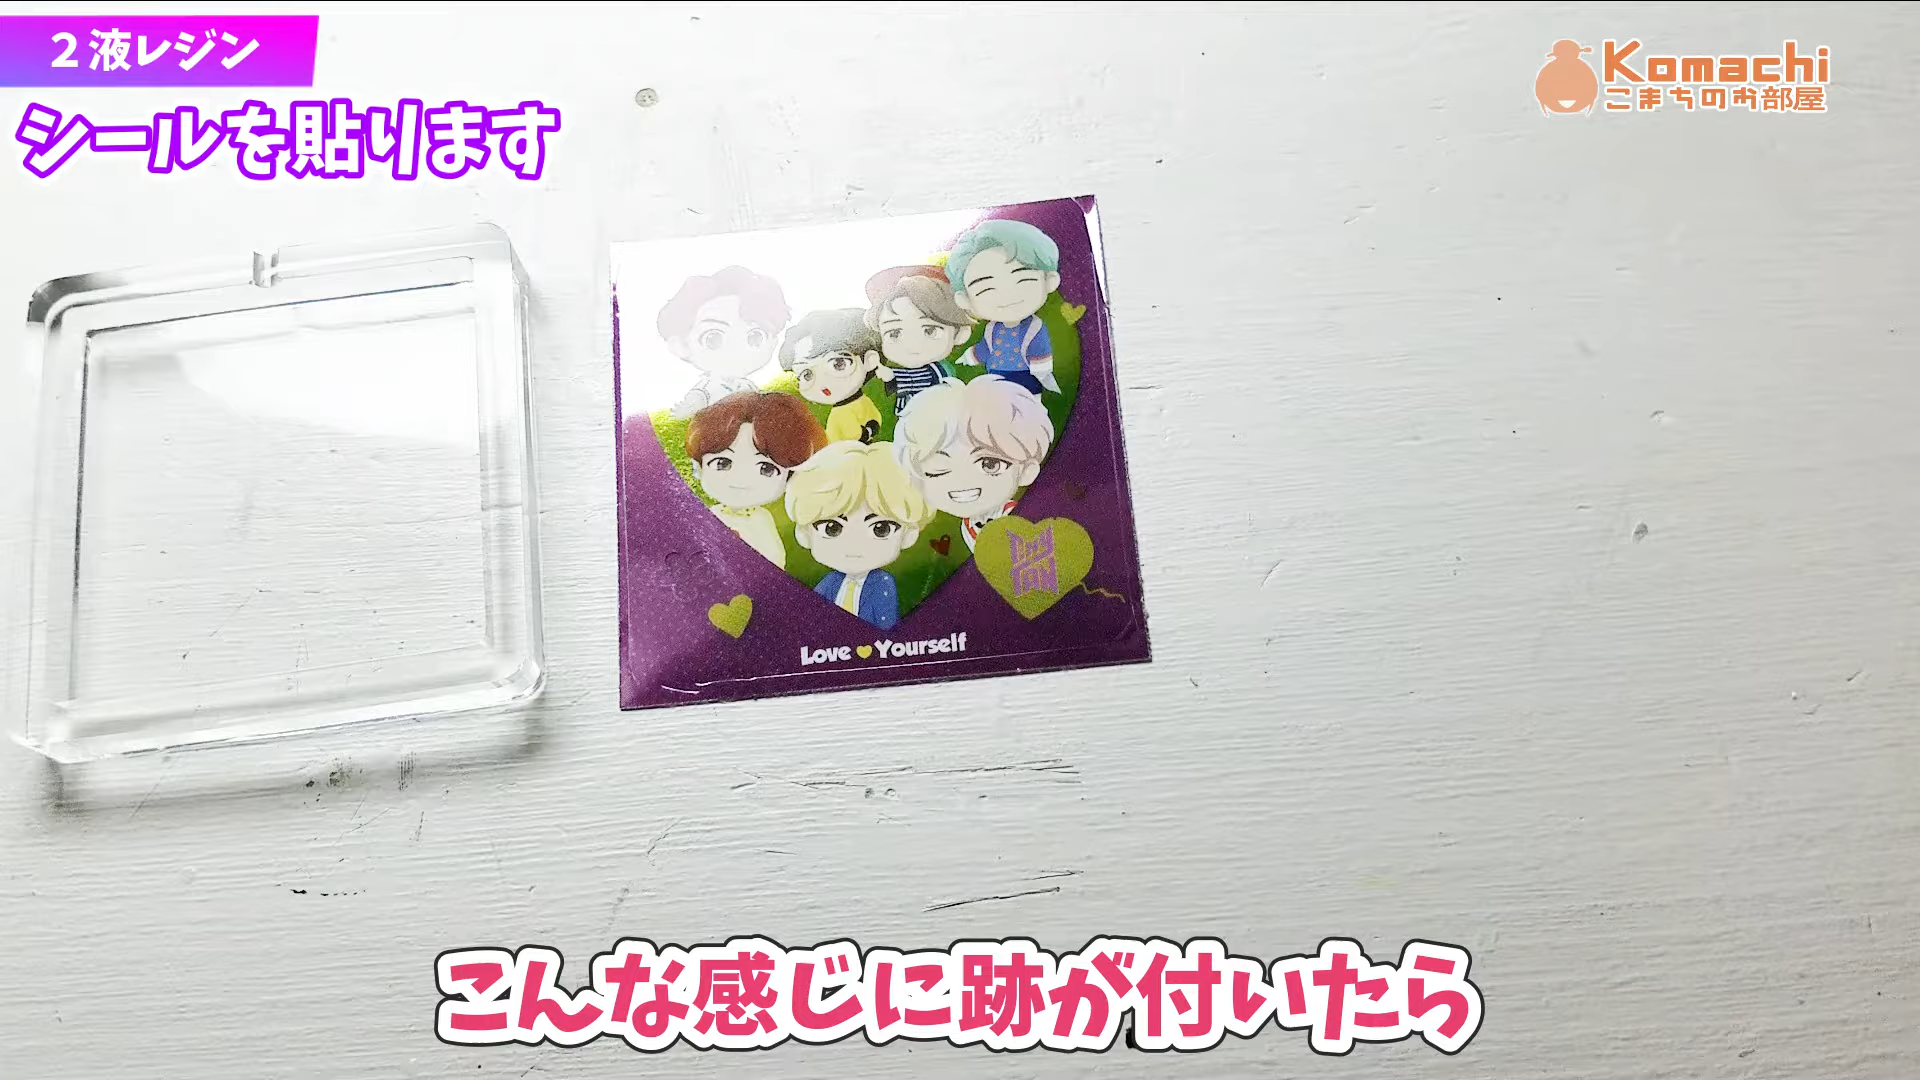 ２液レジン
シールを貼ります
Komachi
こまちのお部屋
Love Yourself
こんな感じに跡が付いたら